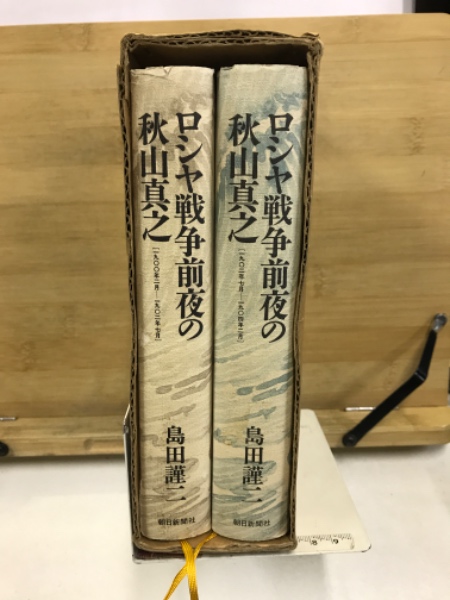 ロシヤ戦争前夜の
秋山真之
島田謹二
朝日新聞社
ロシヤ戦争前夜の
秋山真之
島田謹二
朝日新聞社
8
9